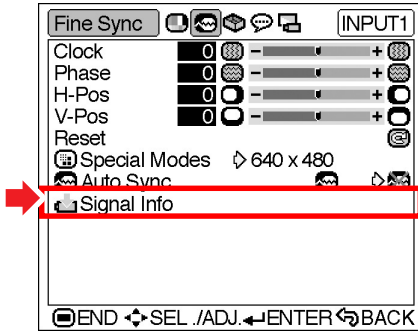 Fine Sync INPUT1
Clock 0 - +
Phase 0 - +
H-Pos 0 - +
V-Pos 0 - +
Reset
Special Modes 640 x 480
Auto Sync
Signal Info
END SEL./ADJ. ENTER BACK